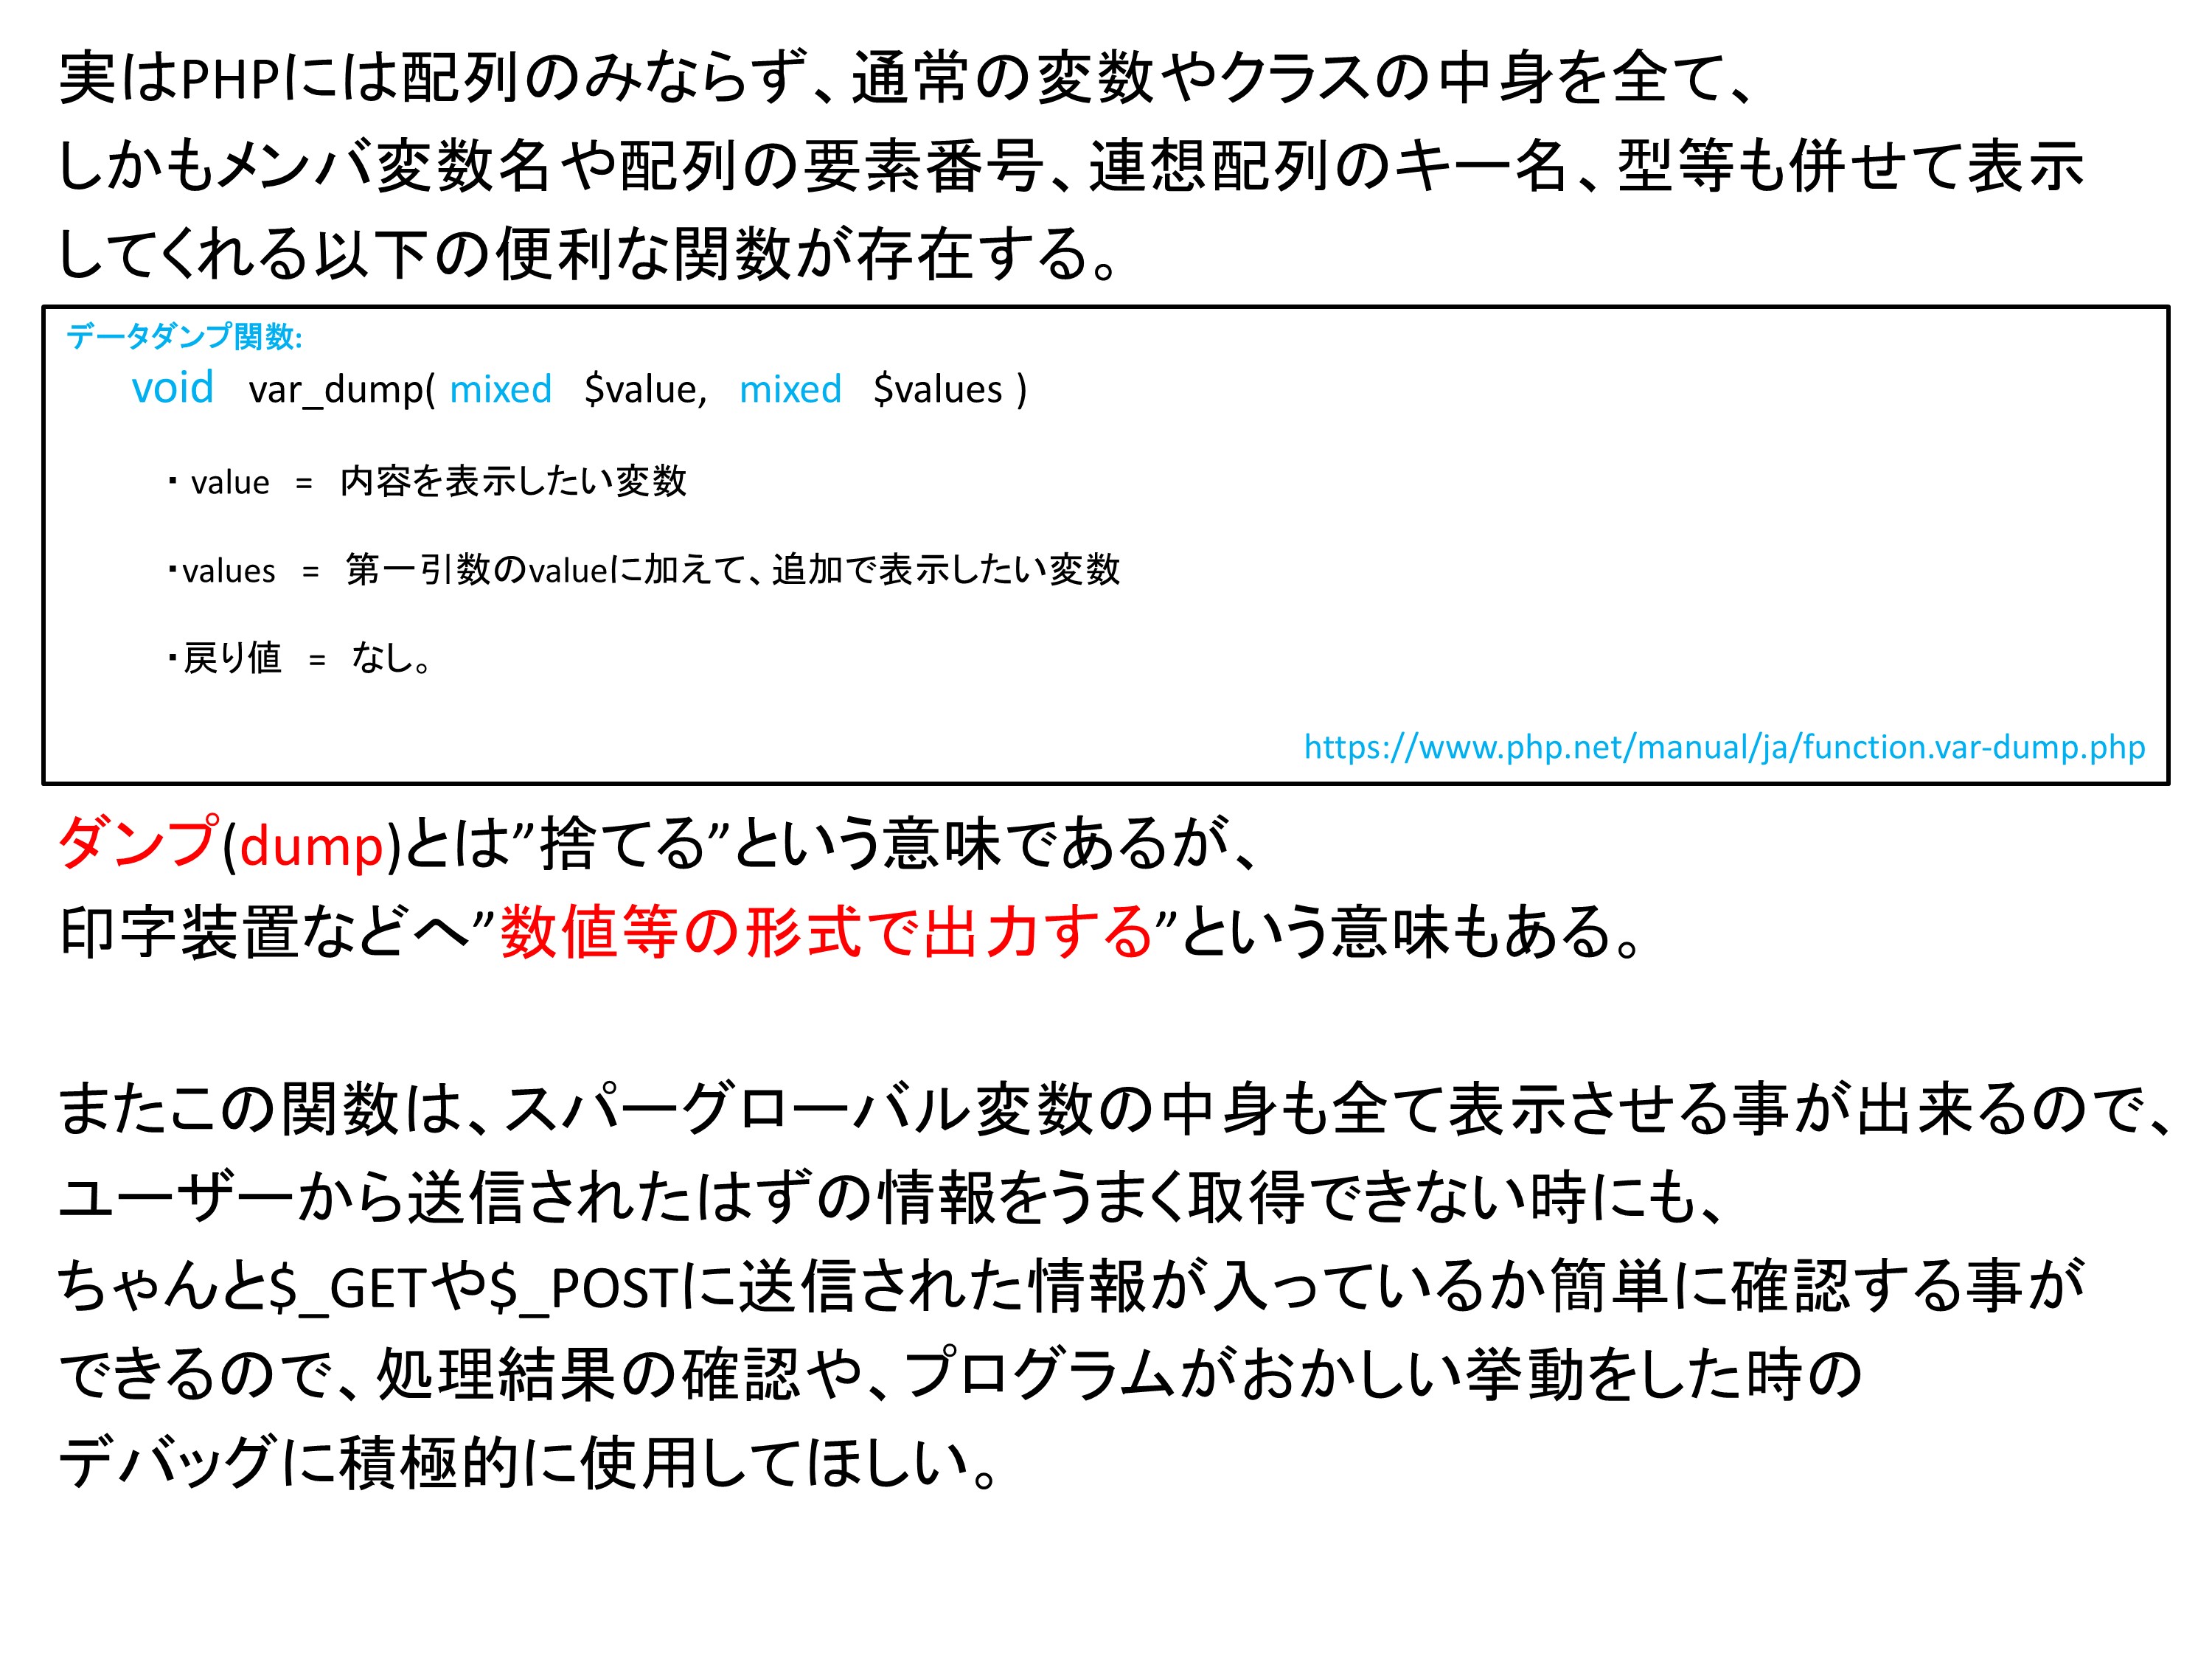 実はPHPには配列のみならず、通常の変数やクラスの中身を全て、
しかもメンバ変数名や配列の要素番号、連想配列のキー名、型等も併せて表示
してくれる以下の便利な関数が存在する。
データダンプ関数:
void var_dump( mixed $value, mixed $values )
・ value = 内容を表示したい変数
・values = 第一引数のvalueに加えて、追加で表示したい変数
・戻り値 = なし。
https://www.php.net/manual/ja/function.var-dump.php
ダンプ(dump)とは”捨てる”という意味であるが、
印字装置などへ”数値等の形式で出力する”という意味もある。
またこの関数は、スパーグローバル変数の中身も全て表示させる事が出来るので、
ユーザーから送信されたはずの情報をうまく取得できない時にも、
ちゃんと$_GETや$_POSTに送信された情報が入っているか簡単に確認する事が
できるので、処理結果の確認や、プログラムがおかしい挙動をした時の
デバッグに積極的に使用してほしい。